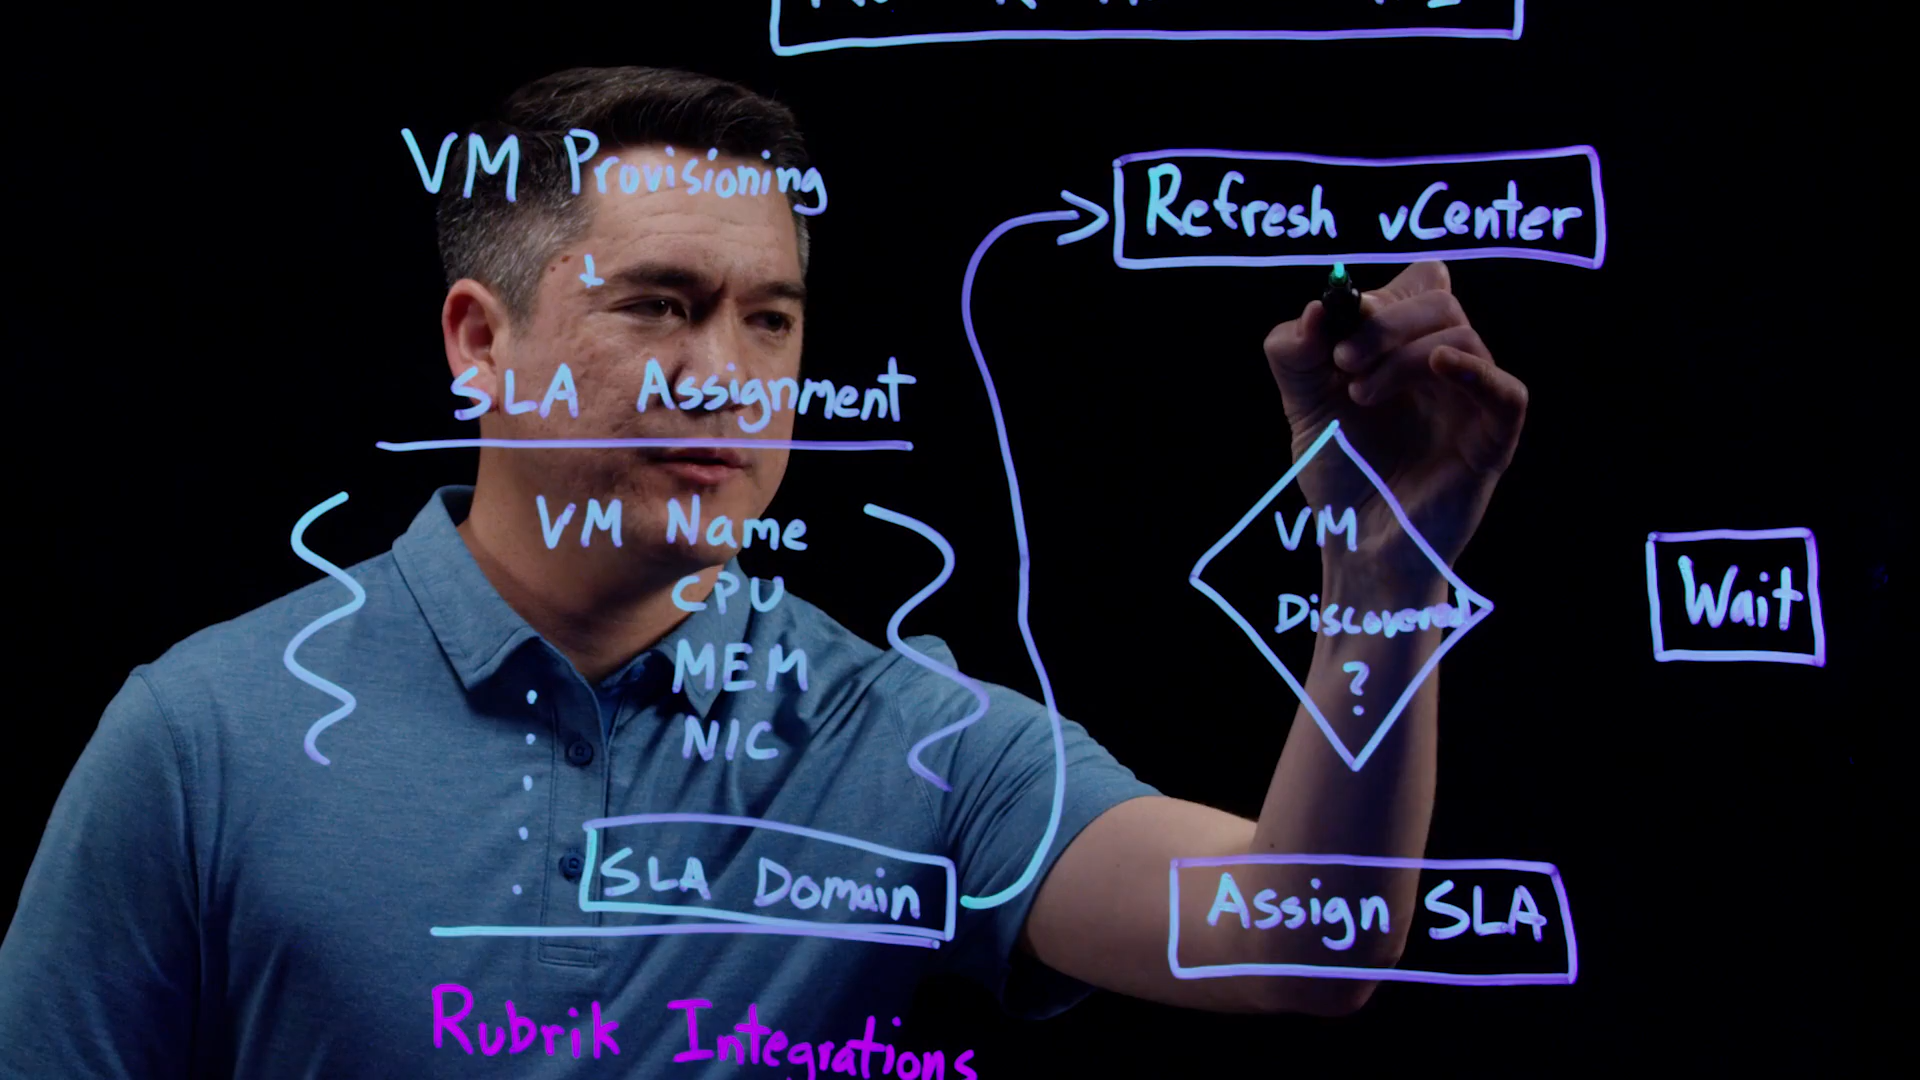 VM Provisioning
+
SLA Assignment
VM Name
CPU
MEM
NIC
SLA Domain
Rubrik Integrations
Refresh vCenter
VM
Discovered
?
Wait
Assign SLA